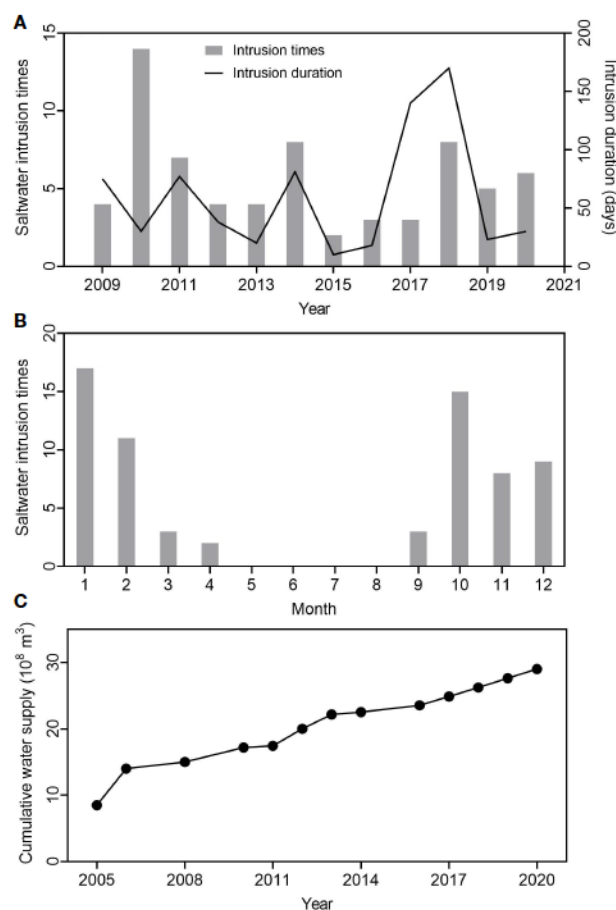 A
Saltwater intrusion times
15
10
5
0
Intrusion times
Intrusion duration
200
150
100
50
0
Intrusion duration (days)
2009 2011 2013 2015 2017 2019 2021
Year
B
Saltwater intrusion times
20
15
10
5
0
1 2 3 4 5 6 7 8 9 10 11 12
Month
C
Cumulative water supply (10⁸ m³)
30
20
10
0
2005 2008 2011 2014 2017 2020
Year